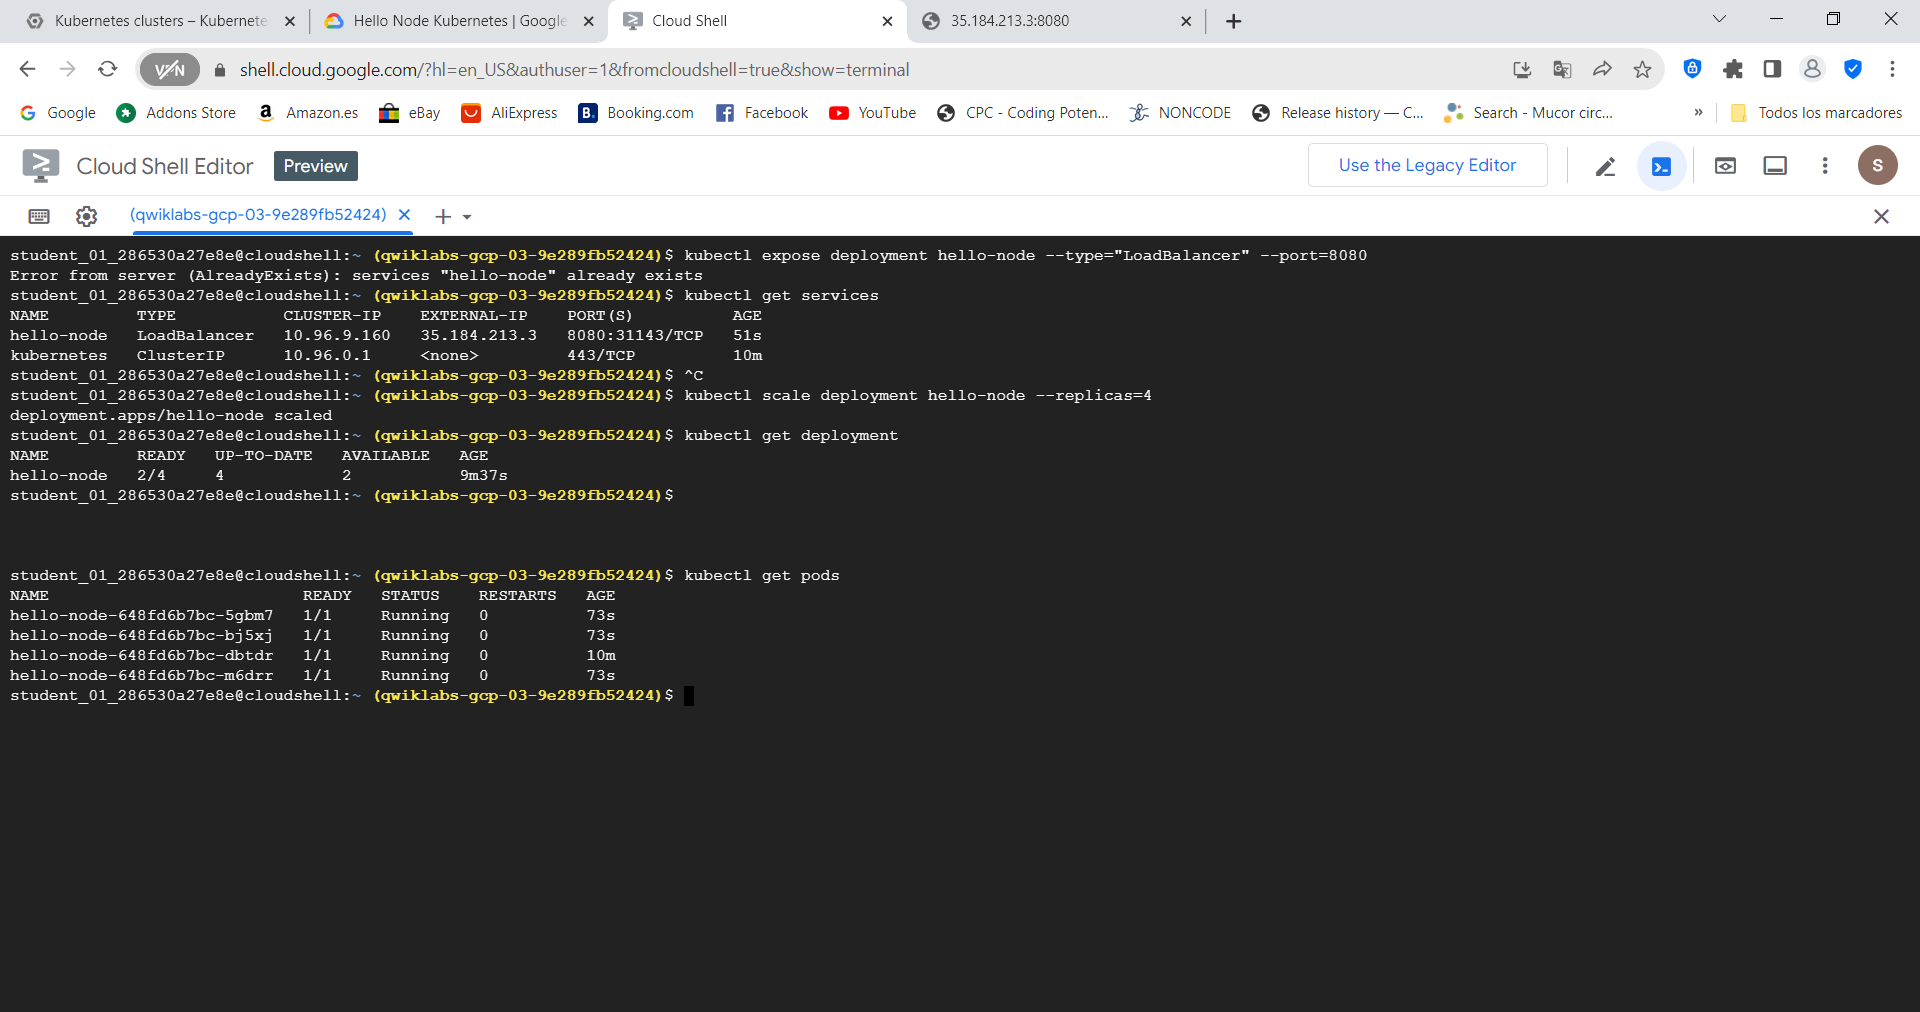 Kubernetes clusters – Kubernete
Hello Node Kubernetes | Google
Cloud Shell
35.184.213.3:8080
VPN
shell.cloud.google.com/?hl=en_US&authuser=1&fromcloudshell=true&show=terminal
Google
Addons Store
Amazon.es
eBay
AliExpress
Booking.com
Facebook
YouTube
CPC - Coding Poten...
NONCODE
Release history — C...
Search - Mucor circ...
»
Todos los marcadores
Cloud Shell Editor
Preview
Use the Legacy Editor
S
(qwiklabs-gcp-03-9e289fb52424)
student_01_286530a27e8e@cloudshell:~ (qwiklabs-gcp-03-9e289fb52424)$ kubectl expose deployment hello-node --type="LoadBalancer" --port=8080
Error from server (AlreadyExists): services "hello-node" already exists
student_01_286530a27e8e@cloudshell:~ (qwiklabs-gcp-03-9e289fb52424)$ kubectl get services
NAME TYPE CLUSTER-IP EXTERNAL-IP PORT(S) AGE
hello-node LoadBalancer 10.96.9.160 35.184.213.3 8080:31143/TCP 51s
kubernetes ClusterIP 10.96.0.1 <none> 443/TCP 10m
student_01_286530a27e8e@cloudshell:~ (qwiklabs-gcp-03-9e289fb52424)$ ^C
student_01_286530a27e8e@cloudshell:~ (qwiklabs-gcp-03-9e289fb52424)$ kubectl scale deployment hello-node --replicas=4
deployment.apps/hello-node scaled
student_01_286530a27e8e@cloudshell:~ (qwiklabs-gcp-03-9e289fb52424)$ kubectl get deployment
NAME READY UP-TO-DATE AVAILABLE AGE
hello-node 2/4 4 2 9m37s
student_01_286530a27e8e@cloudshell:~ (qwiklabs-gcp-03-9e289fb52424)$
student_01_286530a27e8e@cloudshell:~ (qwiklabs-gcp-03-9e289fb52424)$ kubectl get pods
NAME READY STATUS RESTARTS AGE
hello-node-648fd6b7bc-5gbm7 1/1 Running 0 73s
hello-node-648fd6b7bc-bj5xj 1/1 Running 0 73s
hello-node-648fd6b7bc-dbtdr 1/1 Running 0 10m
hello-node-648fd6b7bc-m6drr 1/1 Running 0 73s
student_01_286530a27e8e@cloudshell:~ (qwiklabs-gcp-03-9e289fb52424)$